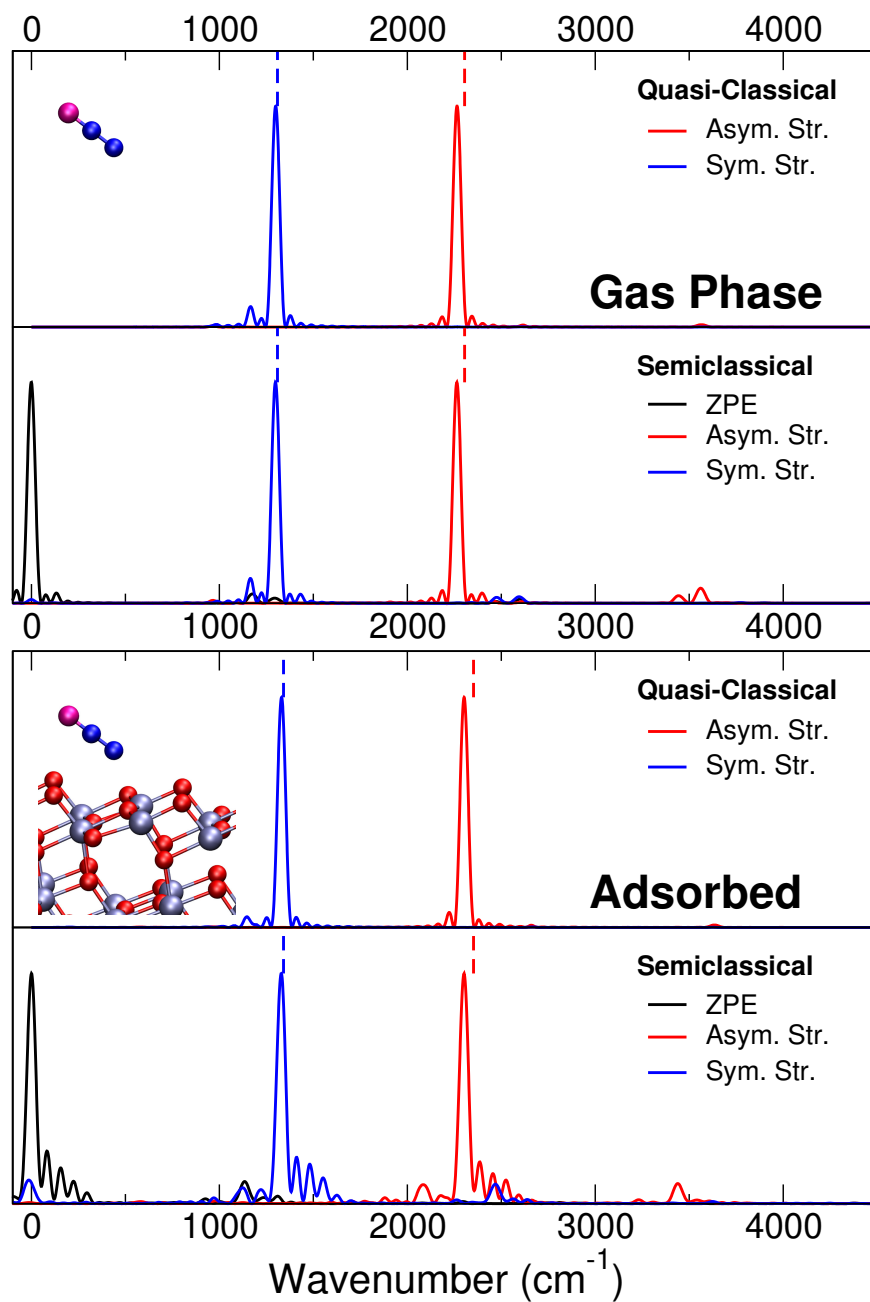 0 1000 2000 3000 4000
Quasi-Classical
Asym. Str.
Sym. Str.
Gas Phase
Semiclassical
ZPE
Asym. Str.
Sym. Str.
0 1000 2000 3000 4000
Quasi-Classical
Asym. Str.
Sym. Str.
Adsorbed
Semiclassical
ZPE
Asym. Str.
Sym. Str.
0 1000 2000 3000 4000
Wavenumber (cm⁻¹)